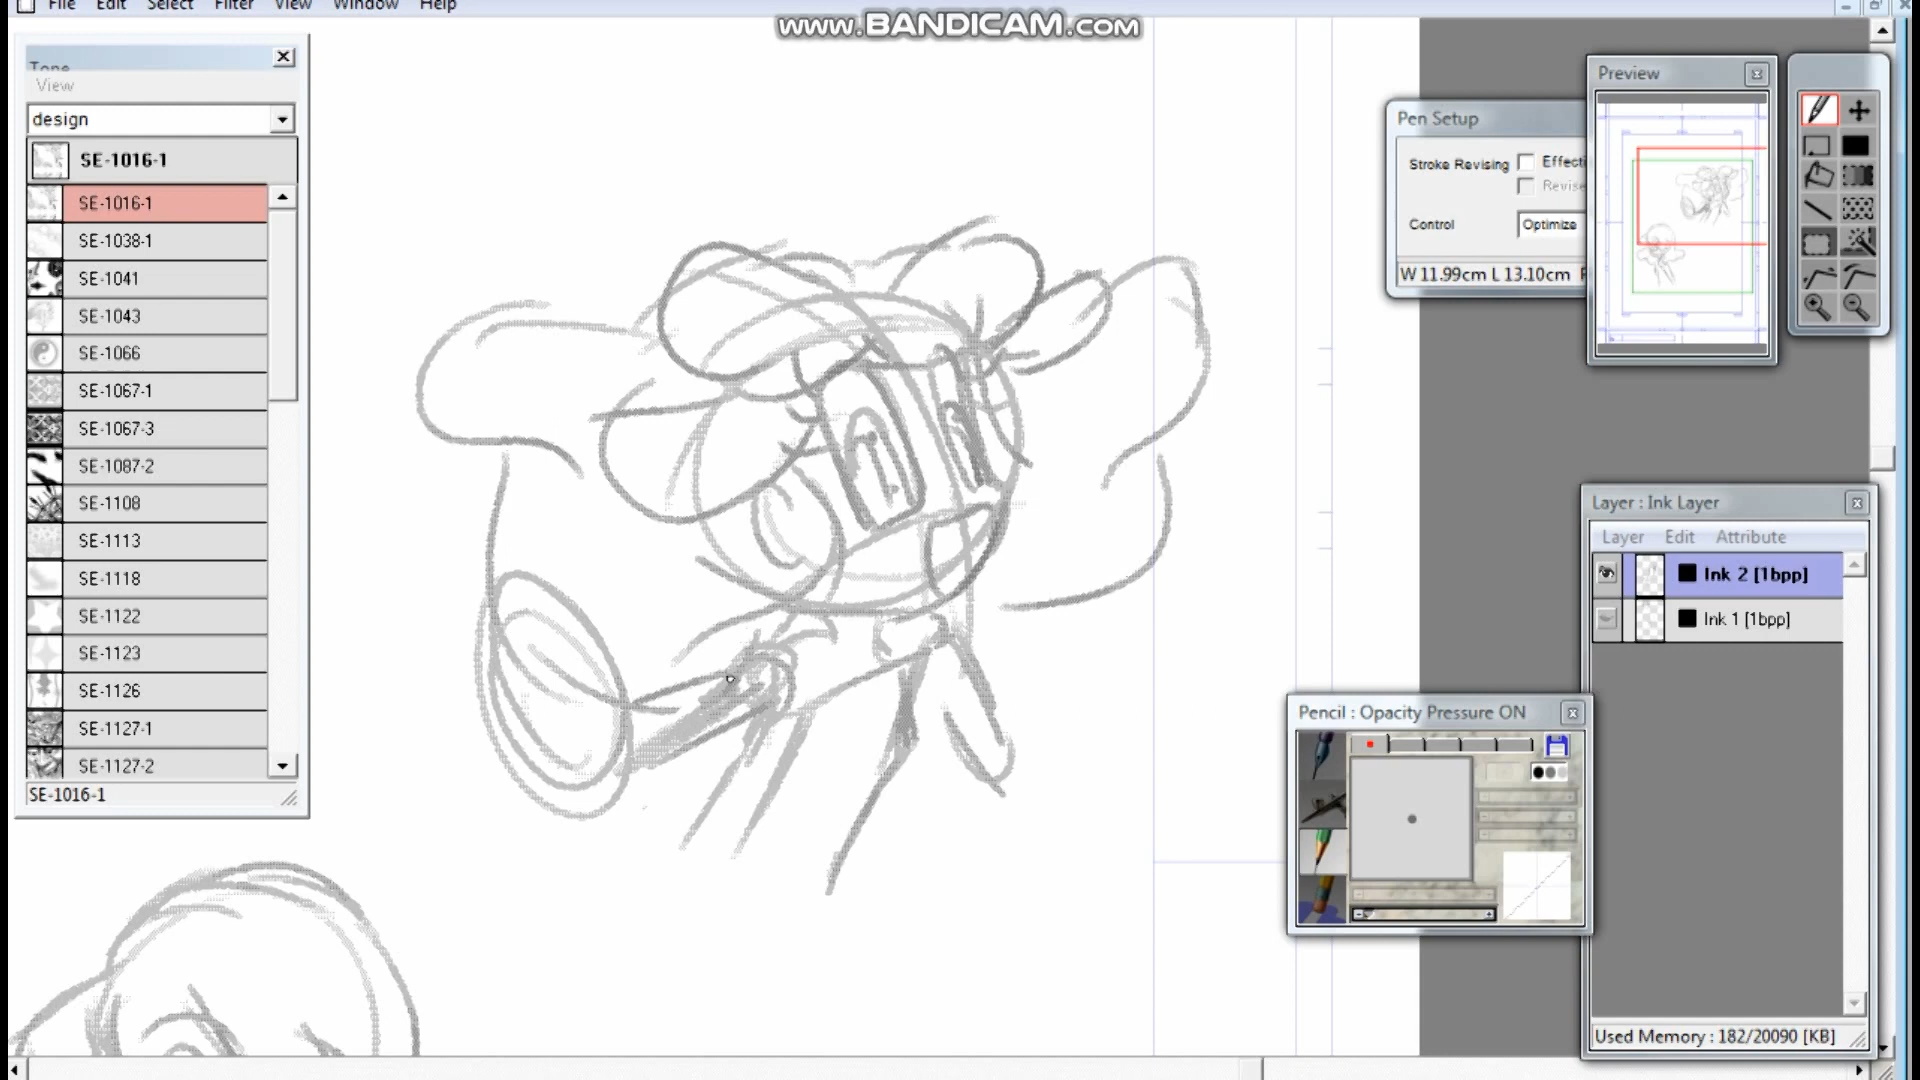 File Edit Select Filter View Window Help
www.BANDICAM.com
Tone
View
design
SE-1016-1
SE-1016-1
SE-1038-1
SE-1041
SE-1043
SE-1066
SE-1067-1
SE-1067-3
SE-1087-2
SE-1108
SE-1113
SE-1118
SE-1122
SE-1123
SE-1126
SE-1127-1
SE-1127-2
SE-1016-1
Pen Setup
Stroke Revising
Control Optimize
W 11.99cm L 13.10cm
Preview
Layer : Ink Layer
Layer Edit Attribute
Ink 2 [1bpp]
Ink 1 [1bpp]
Used Memory : 182/20090 [KB]
Pencil : Opacity Pressure ON